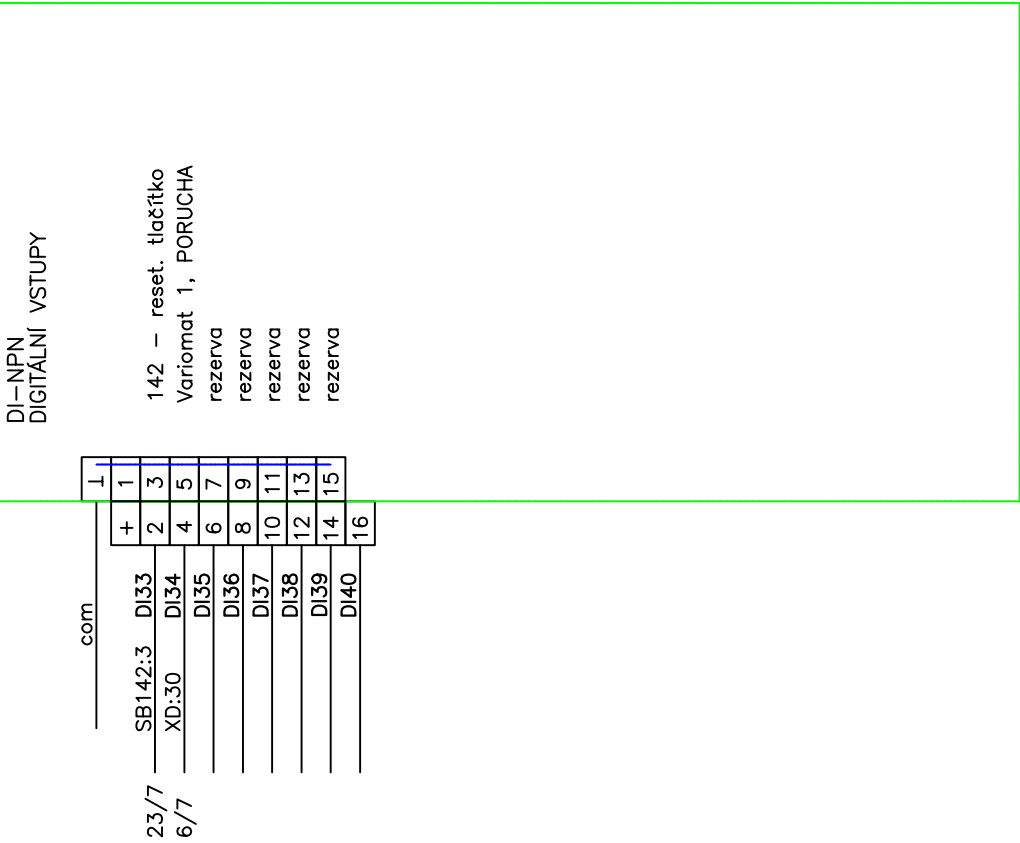 DI-NPN
DIGITÁLNÍ VSTUPY
142 – reset. tlačítko
Variomat 1, PORUCHA
rezerva
rezerva
rezerva
rezerva
rezerva
⊥ 1 3 5 7 9 11 13 15
+ 2 4 6 8 10 12 14 16
com
SB142:3 DI33
XD:30 DI34
DI35
DI36
DI37
DI38
DI39
DI40
23/7
6/7